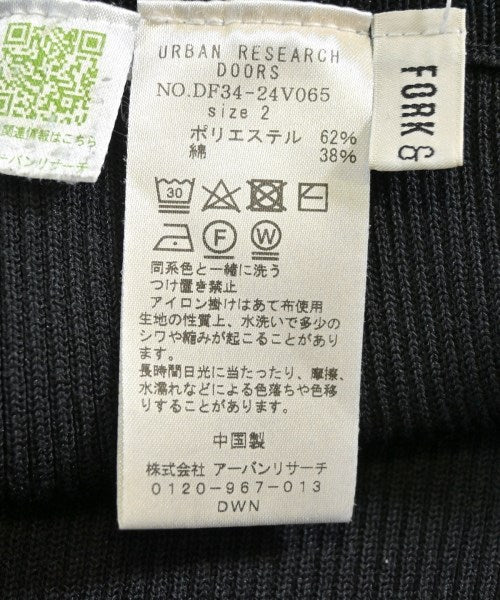 関連情報はこちら
アーバンリサーチ
URBAN RESEARCH
DOORS
NO.DF34-24V065
size 2
ポリエステル 62%
綿 38%
30
F W
同系色と一緒に洗う
つけ置き禁止
アイロン掛けはあて布使用
生地の性質上、水洗いで多少の
シワや縮みが起こることがあり
ます。
長時間日光に当たったり、摩擦、
水濡れなどによる色落ちや色移
りすることがあります。
中国製
株式会社 アーバンリサーチ
0120-967-013
DWN
FORK &